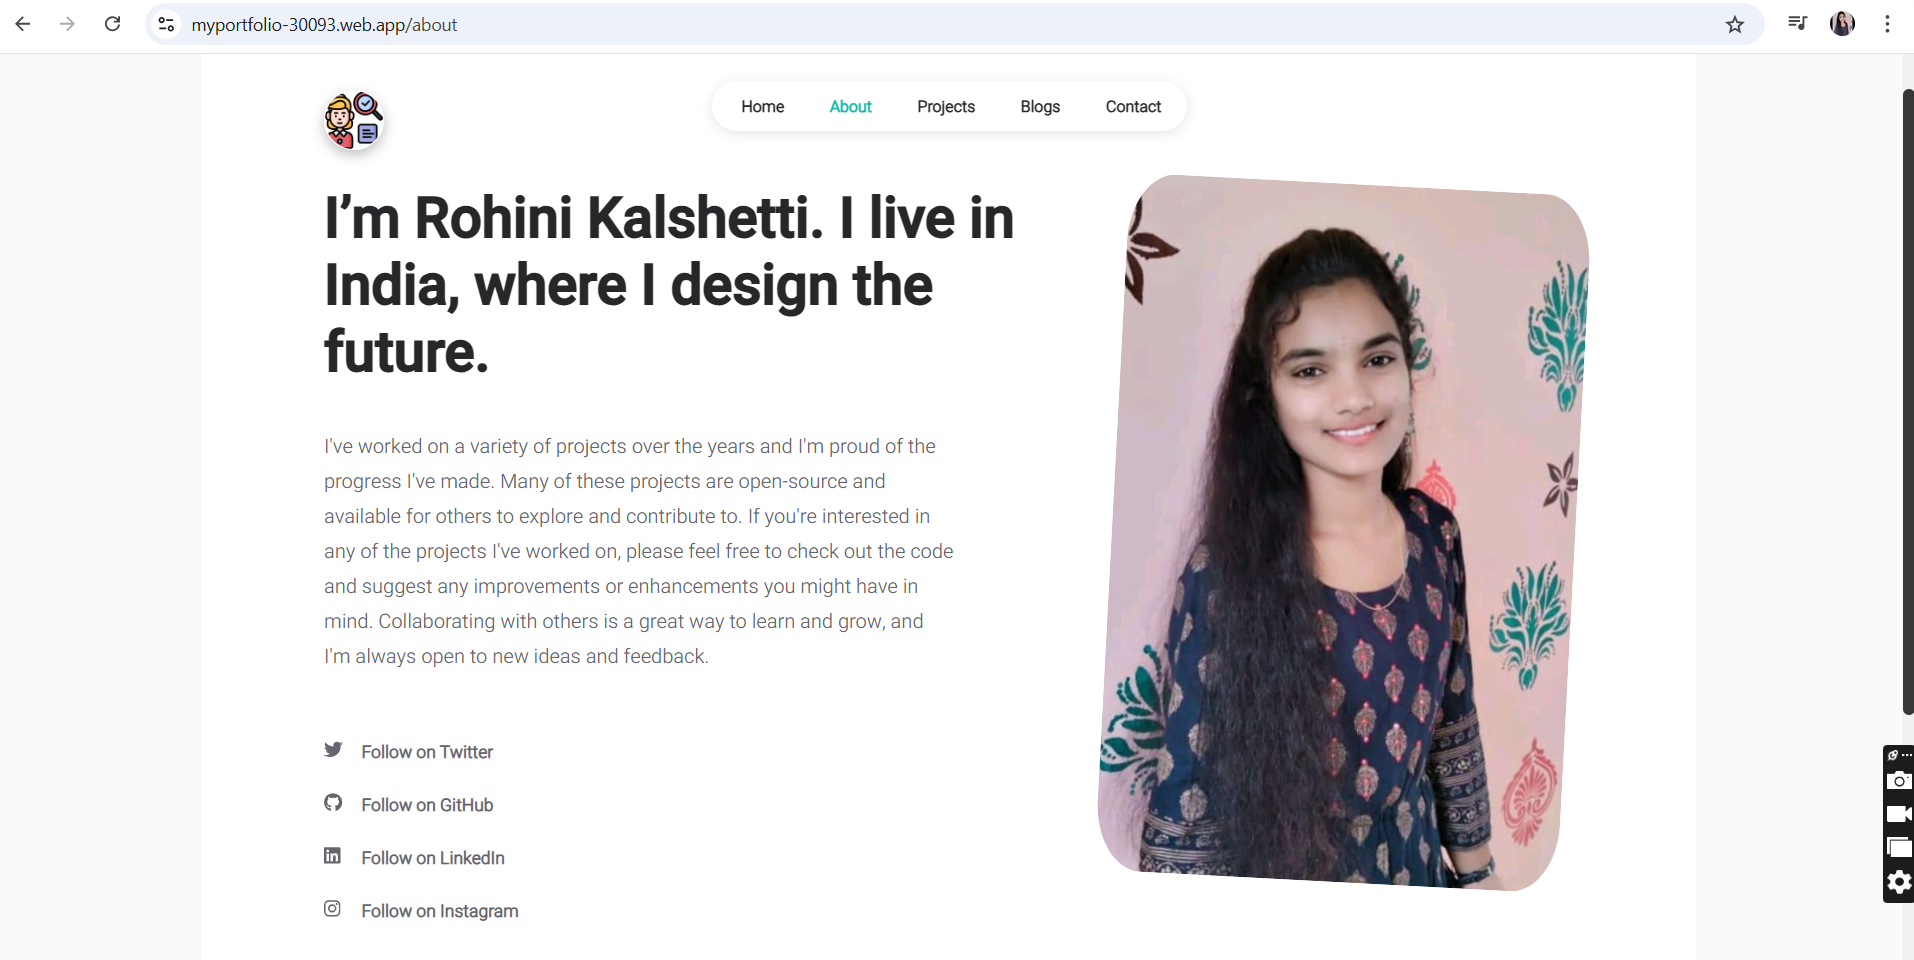 myportfolio-30093.web.app/about
Home About Projects Blogs Contact
I’m Rohini Kalshetti. I live in
India, where I design the
future.
I've worked on a variety of projects over the years and I'm proud of the
progress I've made. Many of these projects are open-source and
available for others to explore and contribute to. If you're interested in
any of the projects I've worked on, please feel free to check out the code
and suggest any improvements or enhancements you might have in
mind. Collaborating with others is a great way to learn and grow, and
I'm always open to new ideas and feedback.
Follow on Twitter
Follow on GitHub
Follow on LinkedIn
Follow on Instagram